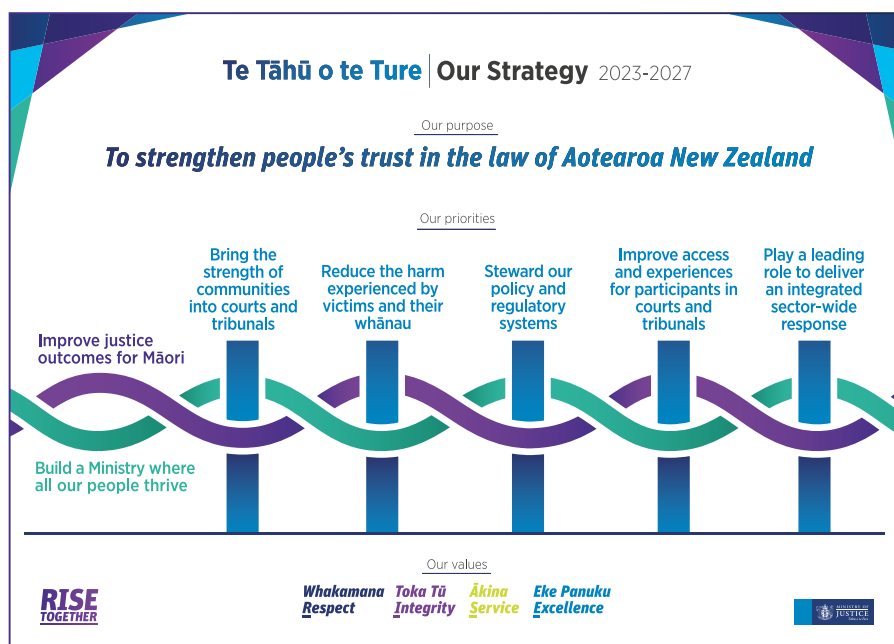 Te Tāhū o te Ture | Our Strategy 2023-2027
Our purpose
To strengthen people's trust in the law of Aotearoa New Zealand
Our priorities
Bring the
strength of
communities
into courts and
tribunals
Reduce the harm
experienced by
victims and their
whānau
Steward our
policy and
regulatory
systems
Improve access
and experiences
for participants in
courts and
tribunals
Play a leading
role to deliver
an integrated
sector-wide
response
Improve justice
outcomes for Māori
Build a Ministry where
all our people thrive
Our values
RISE
TOGETHER
Whakamana
Respect
Toka Tū
Integrity
Ākina
Service
Eke Panuku
Excellence
MINISTRY OF
JUSTICE